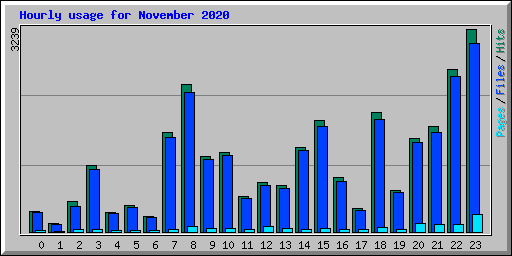 Hourly usage for November 2020
3239
Pages/Files/Hits
0 1 2 3 4 5 6 7 8 9 10 11 12 13 14 15 16 17 18 19 20 21 22 23